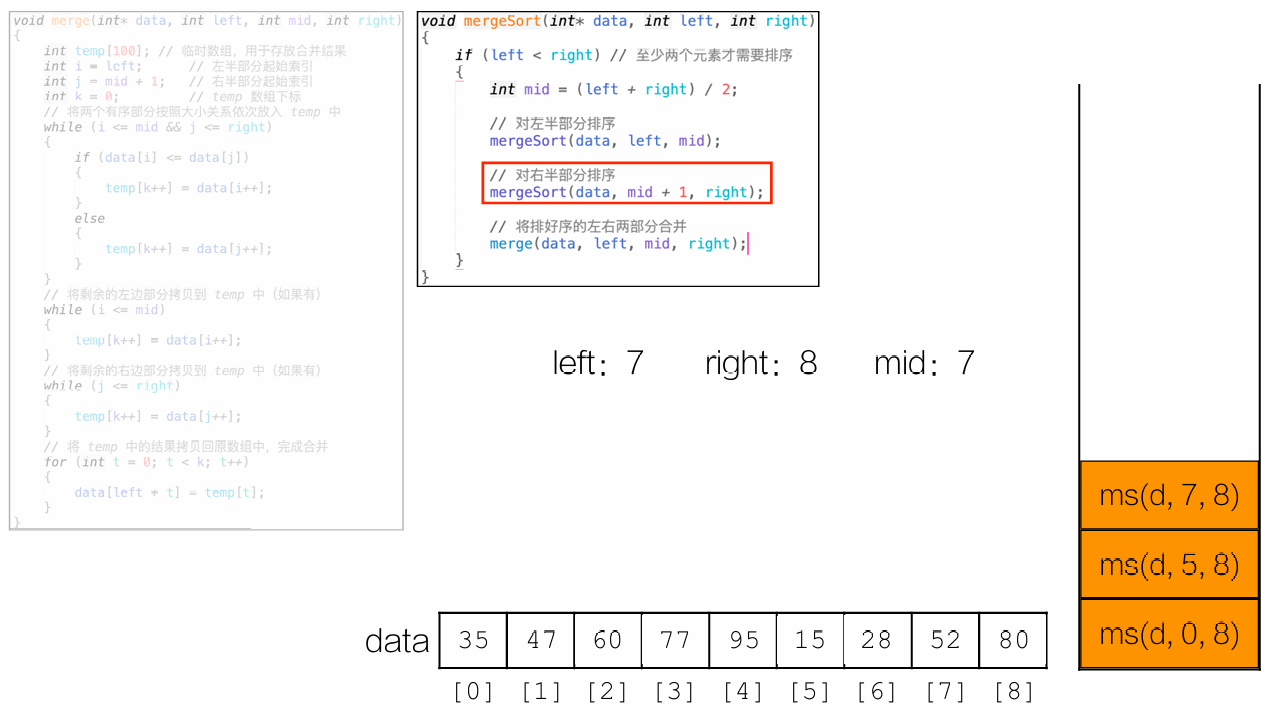 void merge(int* data, int left, int mid, int right)
{
int temp[100]; // 临时数组，用于存放合并结果
int i = left; // 左半部分起始索引
int j = mid + 1; // 右半部分起始索引
int k = 0; // temp 数组下标
// 将两个有序部分按照大小关系依次放入 temp 中
while (i <= mid && j <= right)
{
if (data[i] <= data[j])
{
temp[k++] = data[i++];
}
else
{
temp[k++] = data[j++];
}
}
// 将剩余的左边部分拷贝到 temp 中（如果有）
while (i <= mid)
{
temp[k++] = data[i++];
}
// 将剩余的右边部分拷贝到 temp 中（如果有）
while (j <= right)
{
temp[k++] = data[j++];
}
// 将 temp 中的结果拷贝回原数组中，完成合并
for (int t = 0; t < k; t++)
{
data[left + t] = temp[t];
}
}
void mergeSort(int* data, int left, int right)
{
if (left < right) // 至少两个元素才需要排序
{
int mid = (left + right) / 2;
// 对左半部分排序
mergeSort(data, left, mid);
// 对右半部分排序
mergeSort(data, mid + 1, right);
// 将排好序的左右两部分合并
merge(data, left, mid, right);
}
}
left: 7 right: 8 mid: 7
ms(d, 7, 8)
ms(d, 5, 8)
ms(d, 0, 8)
data 35 47 60 77 95 15 28 52 80
[0] [1] [2] [3] [4] [5] [6] [7] [8]